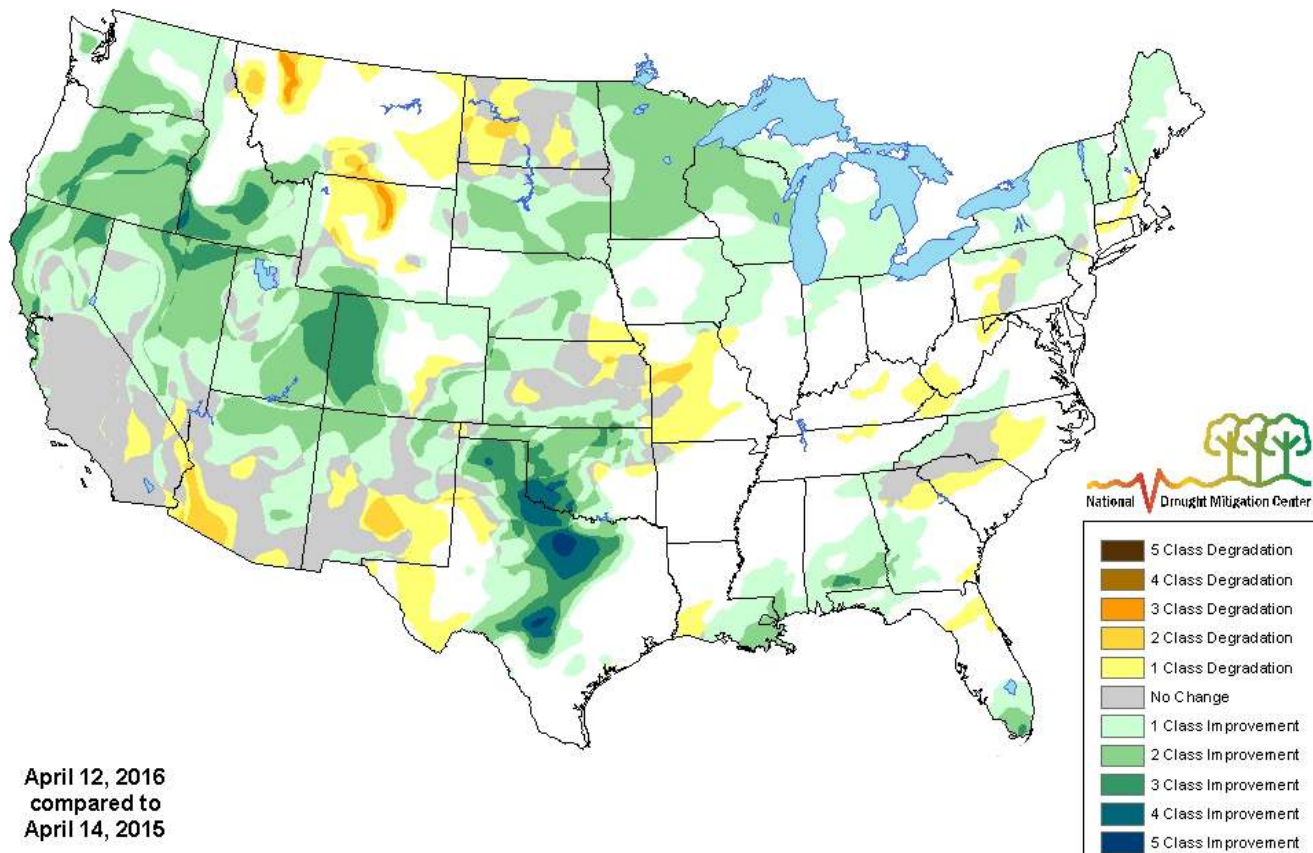 National Drought Mitigation Center
5 Class Degradation
4 Class Degradation
3 Class Degradation
2 Class Degradation
1 Class Degradation
No Change
1 Class Improvement
2 Class Improvement
3 Class Improvement
4 Class Improvement
5 Class Improvement
April 12, 2016
compared to
April 14, 2015